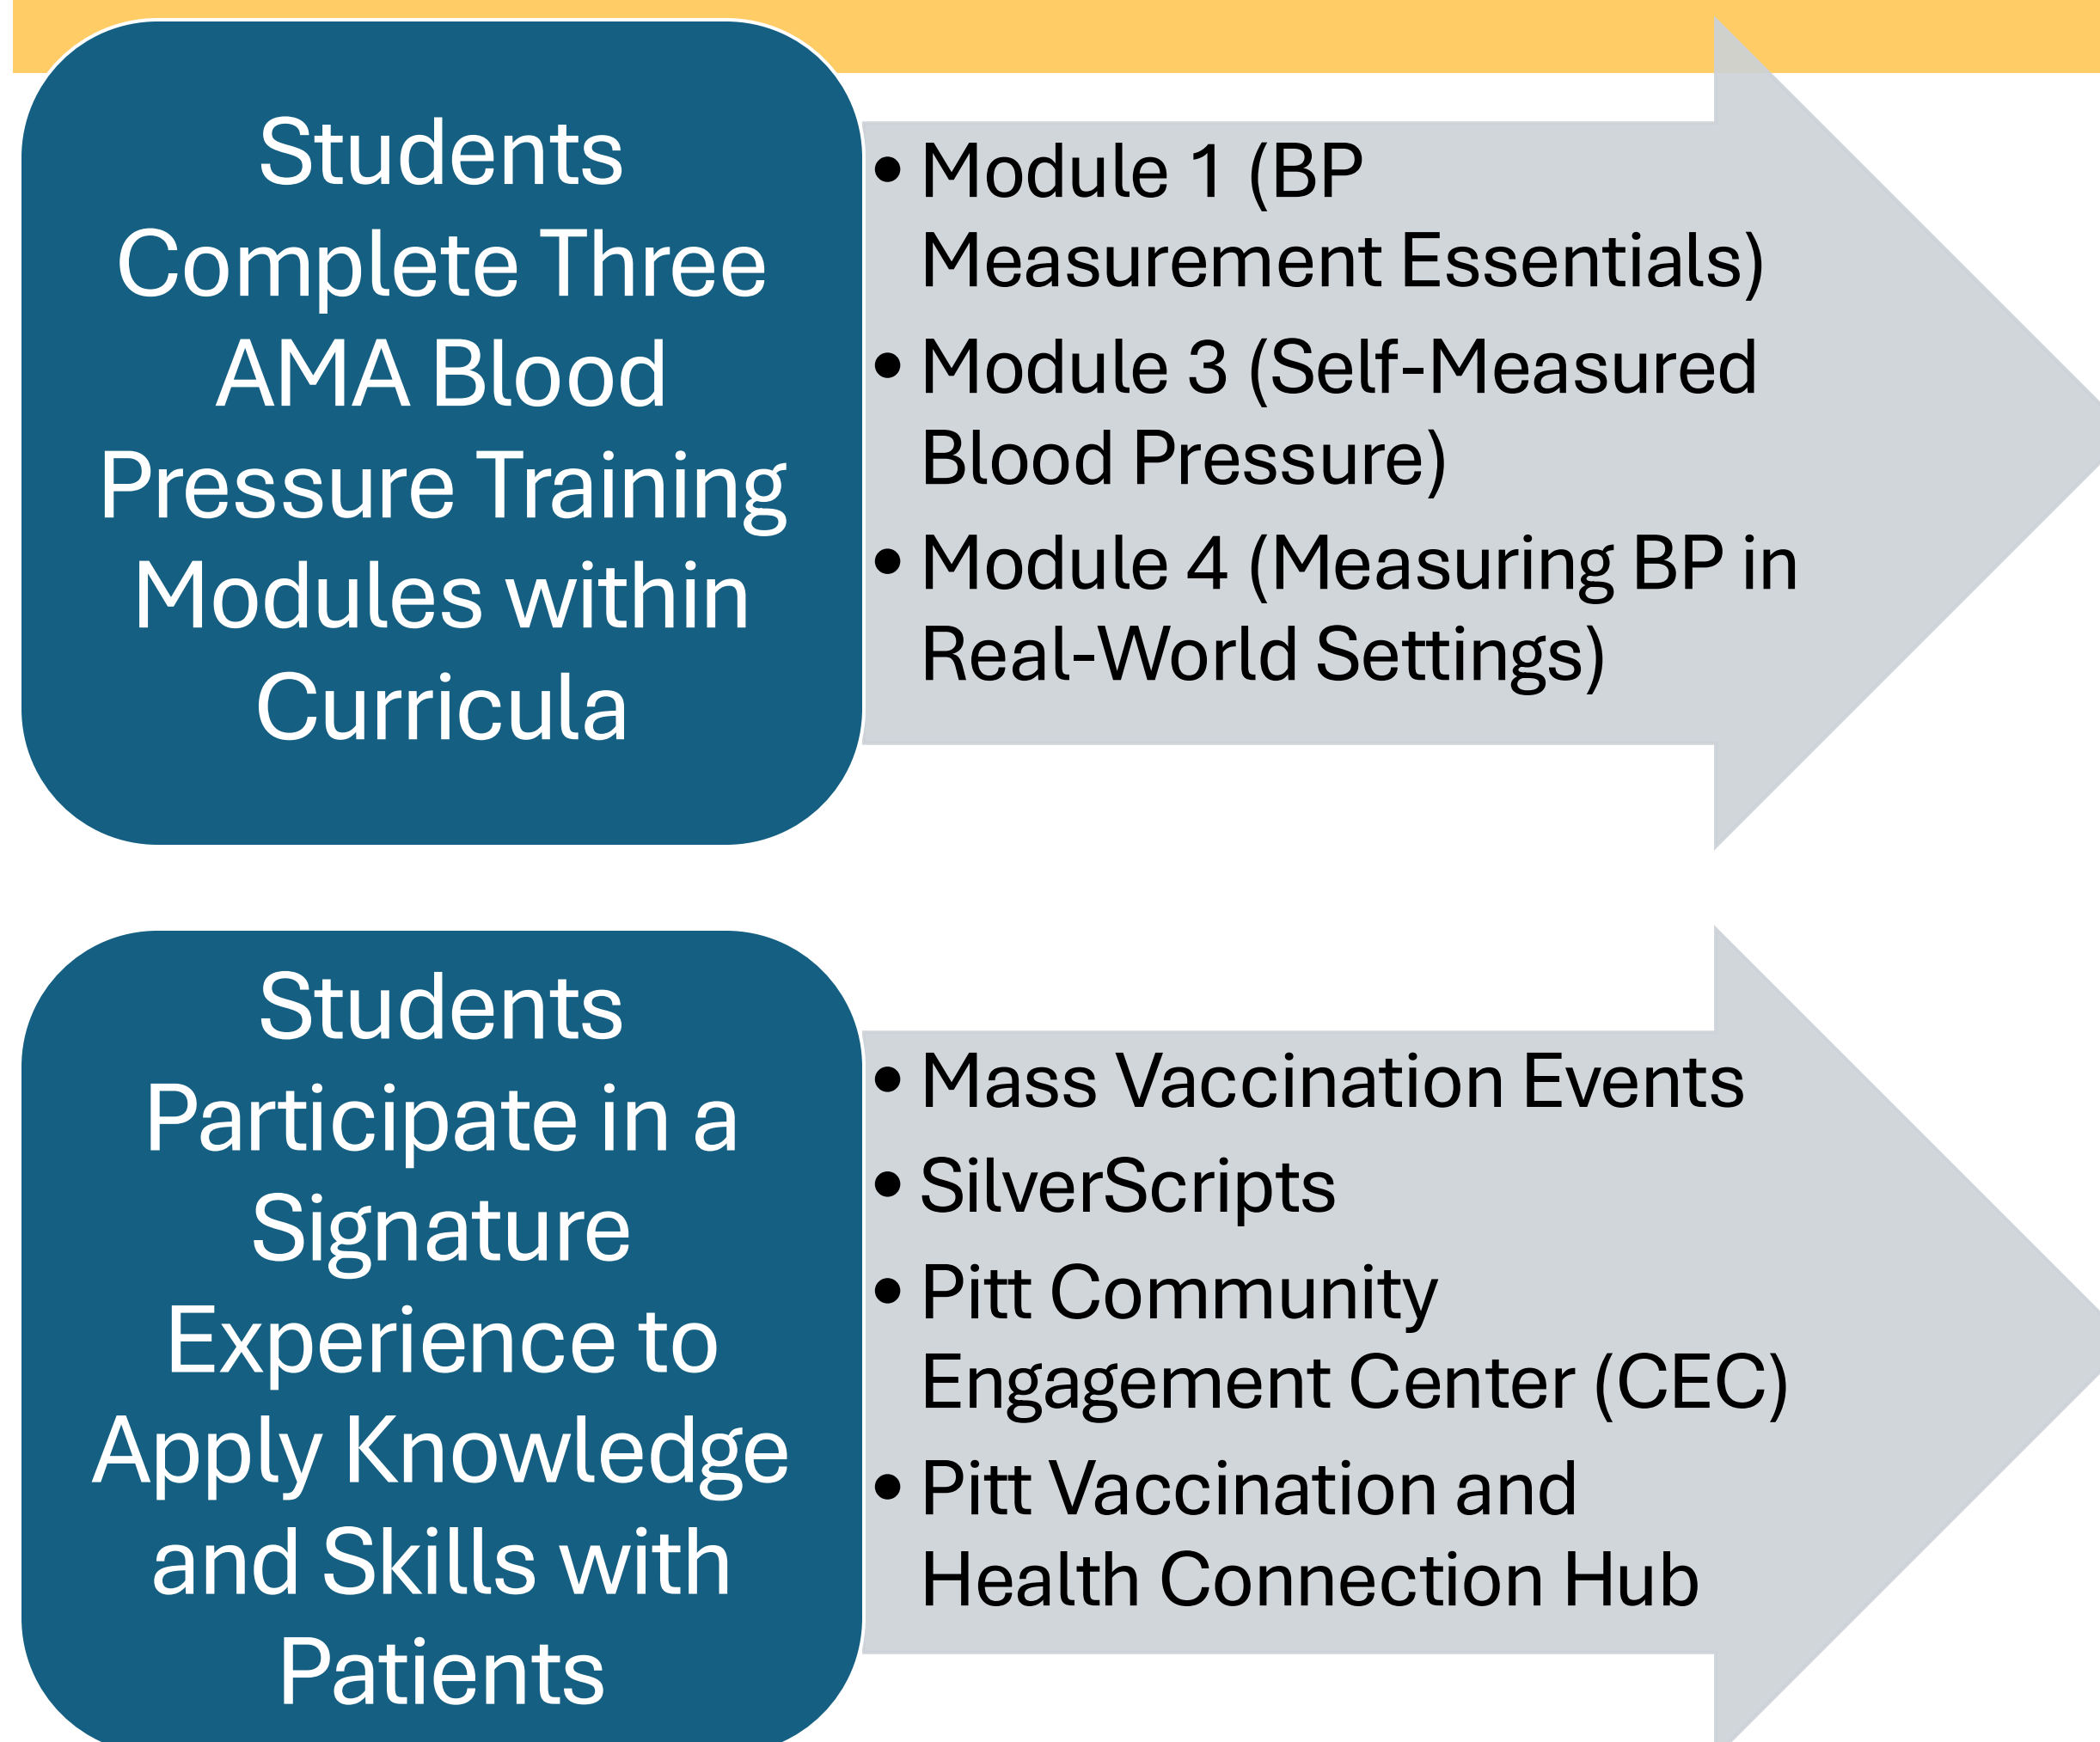 Students
Complete Three
AMA Blood
Pressure Training
Modules within
Curricula
• Module 1 (BP
Measurement Essentials)
• Module 3 (Self-Measured
Blood Pressure)
• Module 4 (Measuring BP in
Real-World Settings)
Students
Participate in a
Signature
Experience to
Apply Knowledge
and Skills with
Patients
• Mass Vaccination Events
• SilverScripts
• Pitt Community
Engagement Center (CEC)
• Pitt Vaccination and
Health Connection Hub